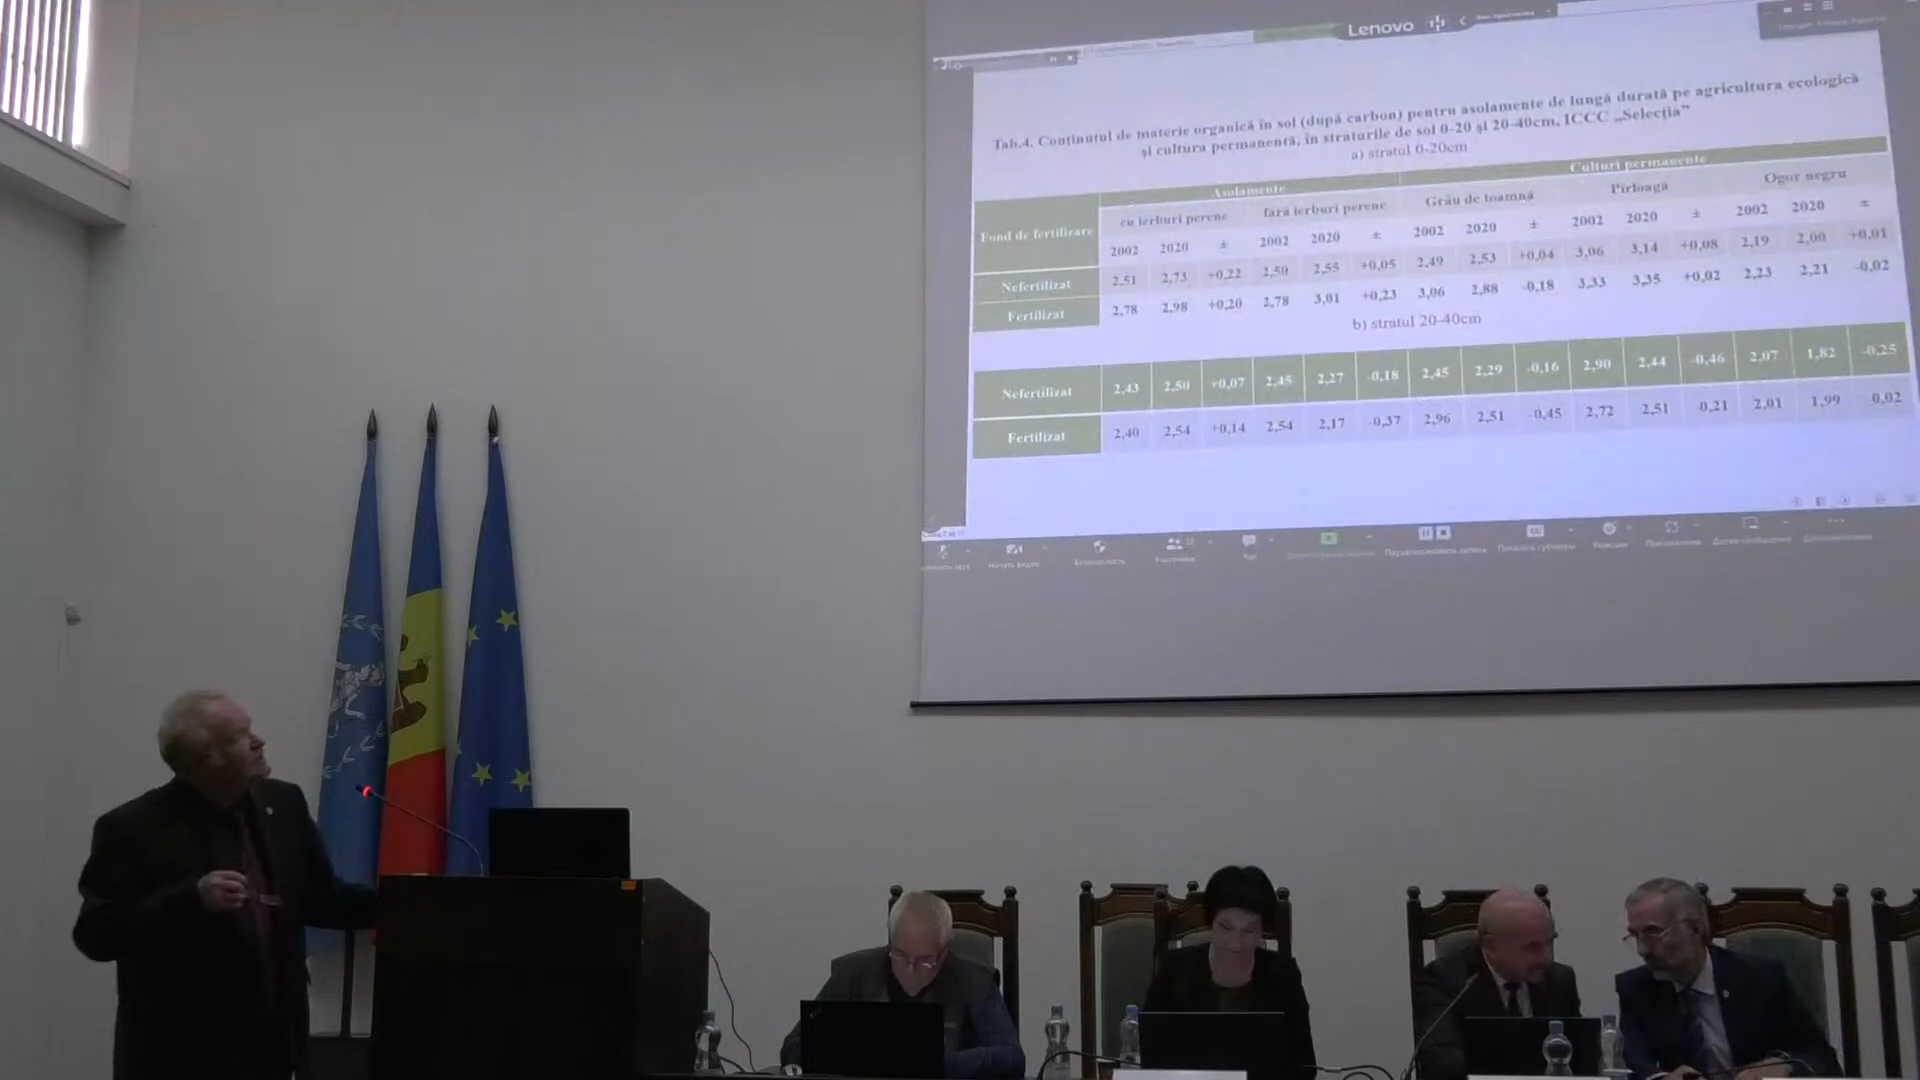 Lenovo
Tab.4. Conținutul de materie organică în sol (după carbon) pentru asolamente de lungă durată pe agricultura ecologică
și cultura permanentă, în straturile de sol 0-20 și 20-40cm, ICCC „Selecția”
a) stratul 0-20cm
Fond de fertilizare Asolamente Culturi permanente
cu ierburi perene fără ierburi perene Grâu de toamnă Pîrloagă Ogor negru
2002 2020 ± 2002 2020 ± 2002 2020 ± 2002 2020 ± 2002 2020 ±
Nefertilizat 2,51 2,73 +0,22 2,50 2,55 +0,05 2,49 2,53 +0,04 3,06 3,14 +0,08 2,19 2,00 +0,01
Fertilizat 2,78 2,98 +0,20 2,78 3,01 +0,23 3,06 2,88 -0,18 3,33 3,35 +0,02 2,23 2,21 -0,02
b) stratul 20-40cm
Nefertilizat 2,43 2,50 +0,07 2,45 2,27 -0,18 2,45 2,29 -0,16 2,90 2,44 -0,46 2,07 1,82 -0,25
Fertilizat 2,40 2,54 +0,14 2,54 2,17 -0,37 2,96 2,51 -0,45 2,72 2,51 -0,21 2,01 1,99 -0,02
Начать видео Безопасность Участники Чат Показать субтитры Реакции Приложения